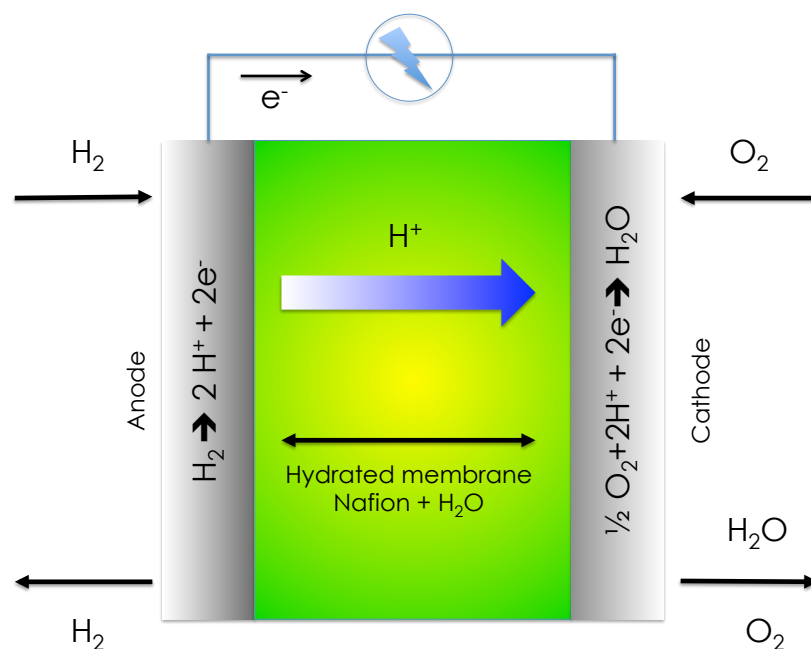 e⁻
H₂
O₂
H⁺
Anode
H₂ ➔ 2 H⁺ + 2e⁻
½ O₂+2H⁺ + 2e⁻➔ H₂O
Cathode
Hydrated membrane
Nafion + H₂O
H₂O
H₂
O₂